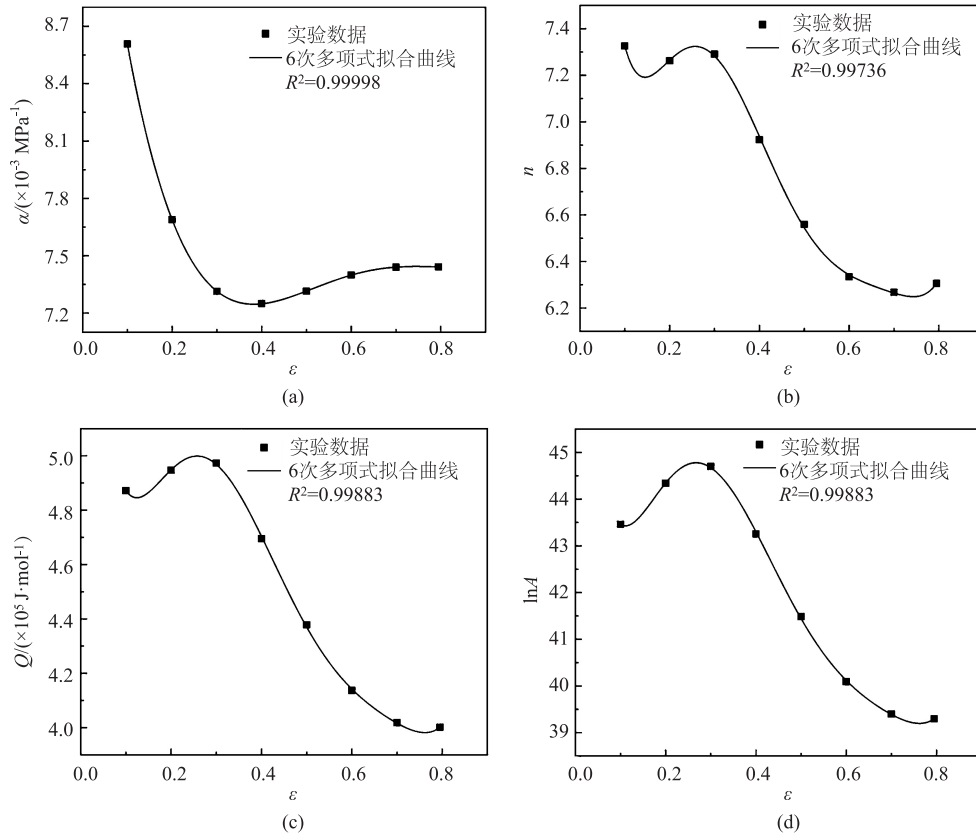 8.7
8.4
8.1
7.8
7.5
7.2
α/(×10⁻³ MPa⁻¹)
实验数据
6次多项式拟合曲线
R²=0.99998
0.0 0.2 0.4 0.6 0.8
ε
(a)
7.4
7.2
7.0
6.8
6.6
6.4
6.2
n
实验数据
6次多项式拟合曲线
R²=0.99736
0.0 0.2 0.4 0.6 0.8
ε
(b)
5.0
4.8
4.6
4.4
4.2
4.0
Q/(×10⁵ J·mol⁻¹)
实验数据
6次多项式拟合曲线
R²=0.99883
0.0 0.2 0.4 0.6 0.8
ε
(c)
45
44
43
42
41
40
39
lnA
实验数据
6次多项式拟合曲线
R²=0.99883
0.0 0.2 0.4 0.6 0.8
ε
(d)